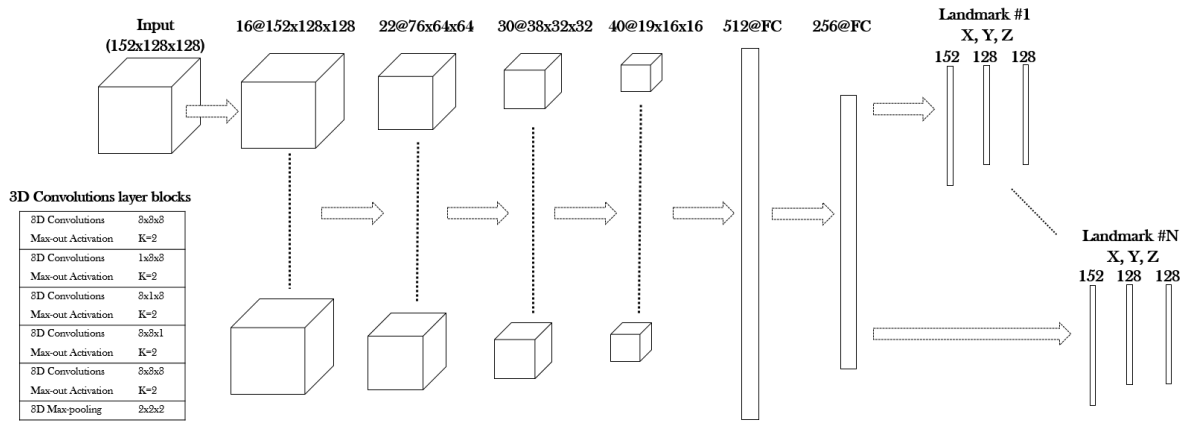 Input
(152x128x128)
16@152x128x128
22@76x64x64
30@38x32x32
40@19x16x16
512@FC
256@FC
Landmark #1
X, Y, Z
152 128 128
3D Convolutions layer blocks
3D Convolutions 3x3x3
Max-out Activation K=2
3D Convolutions 1x3x3
Max-out Activation K=2
3D Convolutions 3x1x3
Max-out Activation K=2
3D Convolutions 3x3x1
Max-out Activation K=2
3D Convolutions 3x3x3
Max-out Activation K=2
3D Max-pooling 2x2x2
Landmark #N
X, Y, Z
152 128 128